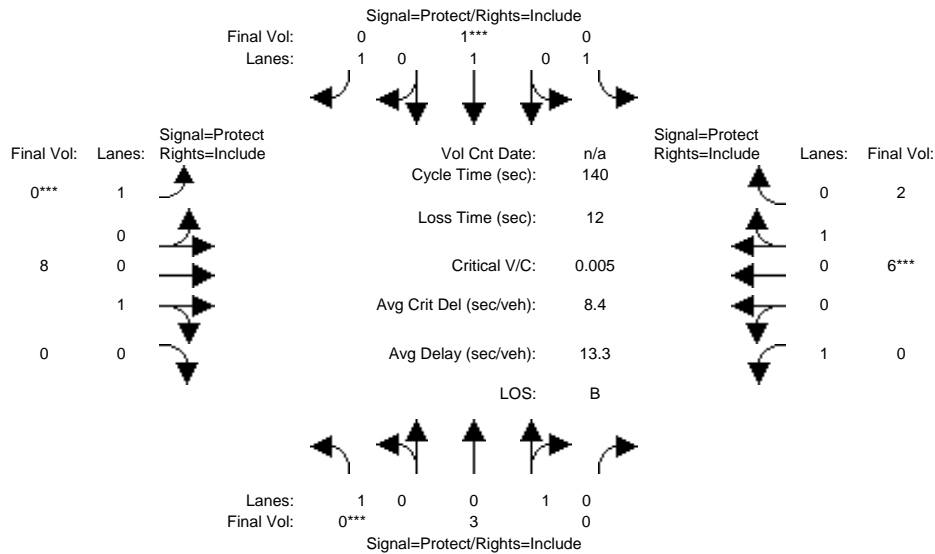 Signal=Protect/Rights=Include
Final Vol: 0 1*** 0
Lanes: 1 0 1 0 1
Signal=Protect Signal=Protect
Final Vol: Lanes: Rights=Include Vol Cnt Date: n/a Rights=Include Lanes: Final Vol:
Cycle Time (sec): 140
0*** 1 0 2
Loss Time (sec): 12
0 1
8 0 Critical V/C: 0.005 0 6***
1 Avg Crit Del (sec/veh): 8.4 0
0 0 Avg Delay (sec/veh): 13.3 1 0
LOS: B
Lanes: 1 0 0 1 0
Final Vol: 0*** 3 0
Signal=Protect/Rights=Include